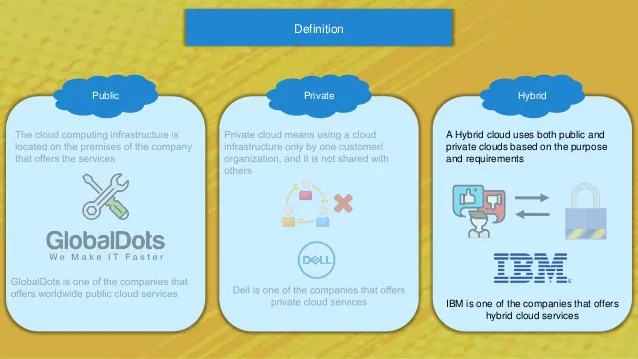 Definition
Public
The cloud computing infrastructure is
located on the premises of the company
that offers the services
GlobalDots
We Make IT Faster
GlobalDots is one of the companies that
offers worldwide public cloud services
Private
Private cloud means using a cloud
infrastructure only by one customer/
organization, and it is not shared with
others
DELL
Dell is one of the companies that offers
private cloud services
Hybrid
A Hybrid cloud uses both public and
private clouds based on the purpose
and requirements
IBM
IBM is one of the companies that offers
hybrid cloud services